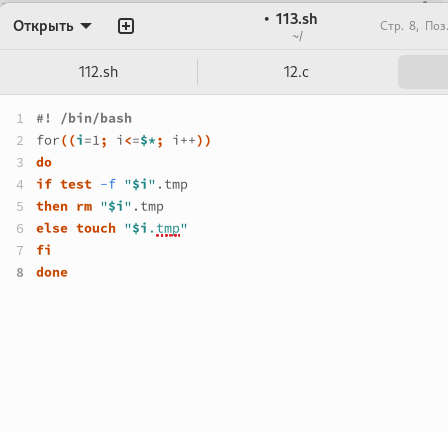 Открыть
• 113.sh
~/
Стр. 8, Поз.
112.sh
12.c
1 #! /bin/bash
2 for((i=1; i<=$*; i++))
3 do
4 if test -f "$i".tmp
5 then rm "$i".tmp
6 else touch "$i.tmp"
7 fi
8 done